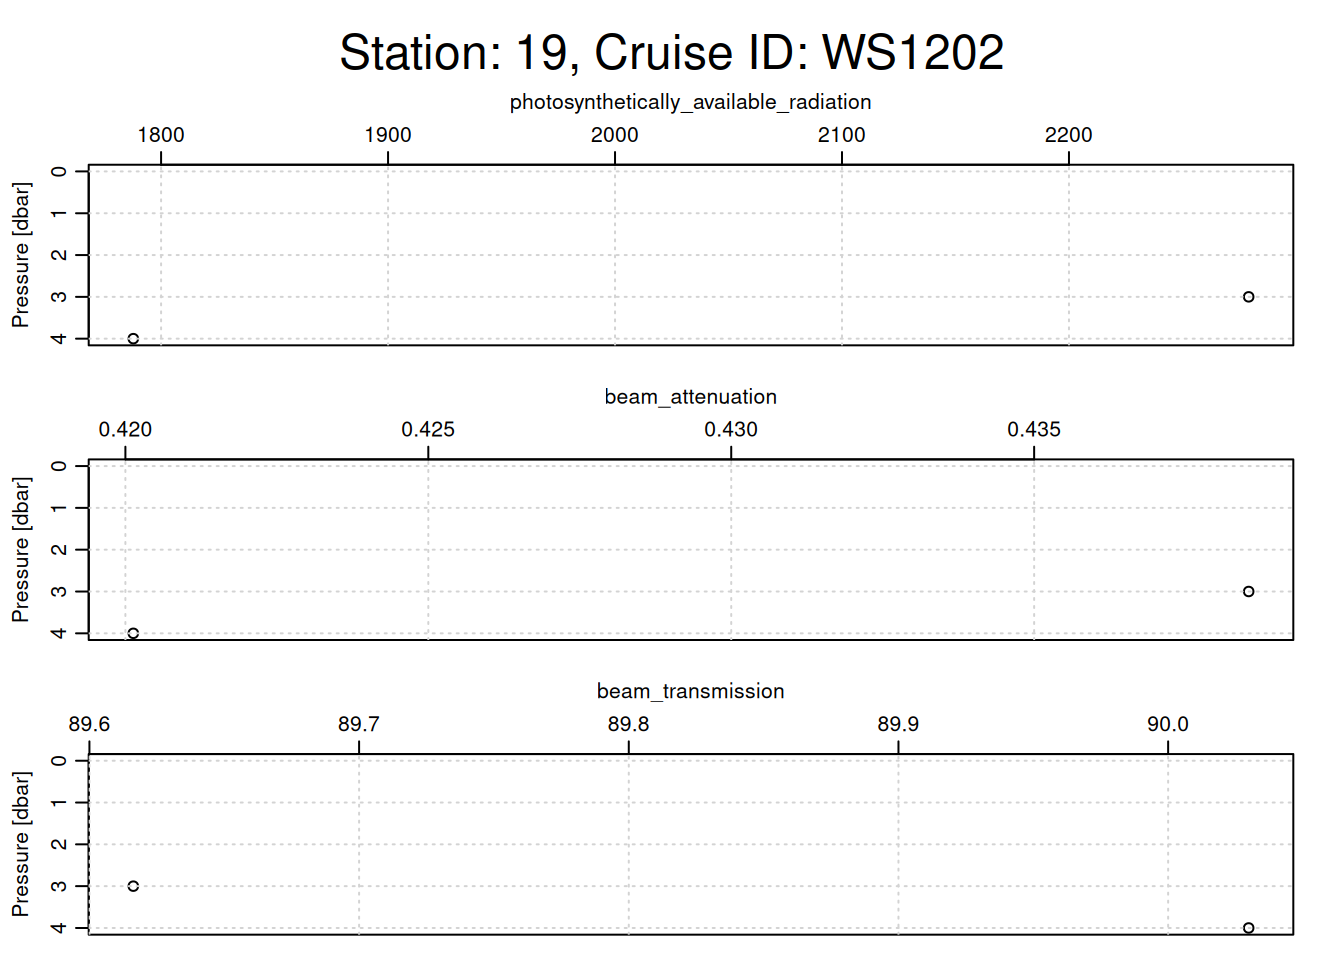 Station: 19, Cruise ID: WS1202
photosynthetically_available_radiation
1800 1900 2000 2100 2200
Pressure [dbar]
0
1
2
3
4
beam_attenuation
0.420 0.425 0.430 0.435
Pressure [dbar]
0
1
2
3
4
beam_transmission
89.6 89.7 89.8 89.9 90.0
Pressure [dbar]
0
1
2
3
4